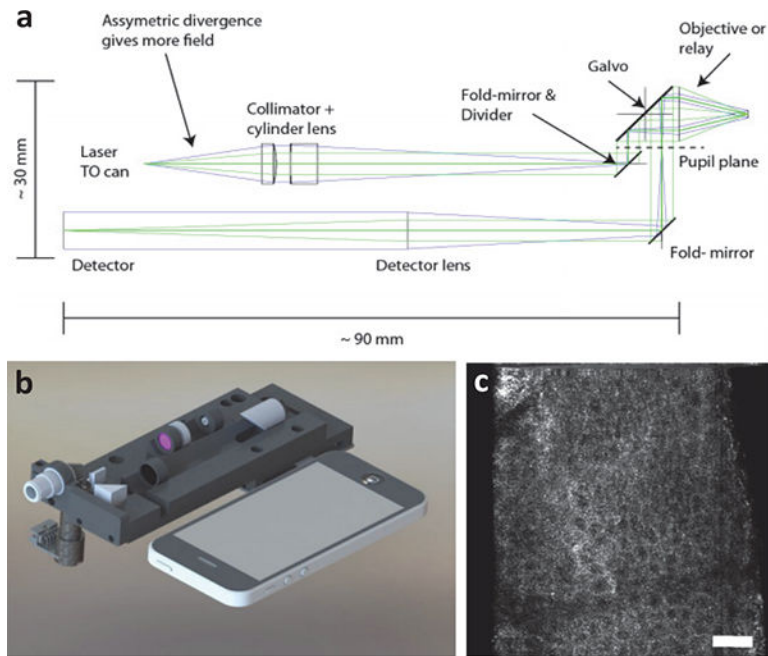 a
Assymetric divergence
gives more field
Objective or
relay
Galvo
Fold-mirror &
Divider
Collimator +
cylinder lens
Laser
TO can
Pupil plane
~ 30 mm
Detector
Detector lens
Fold- mirror
~ 90 mm
b
c